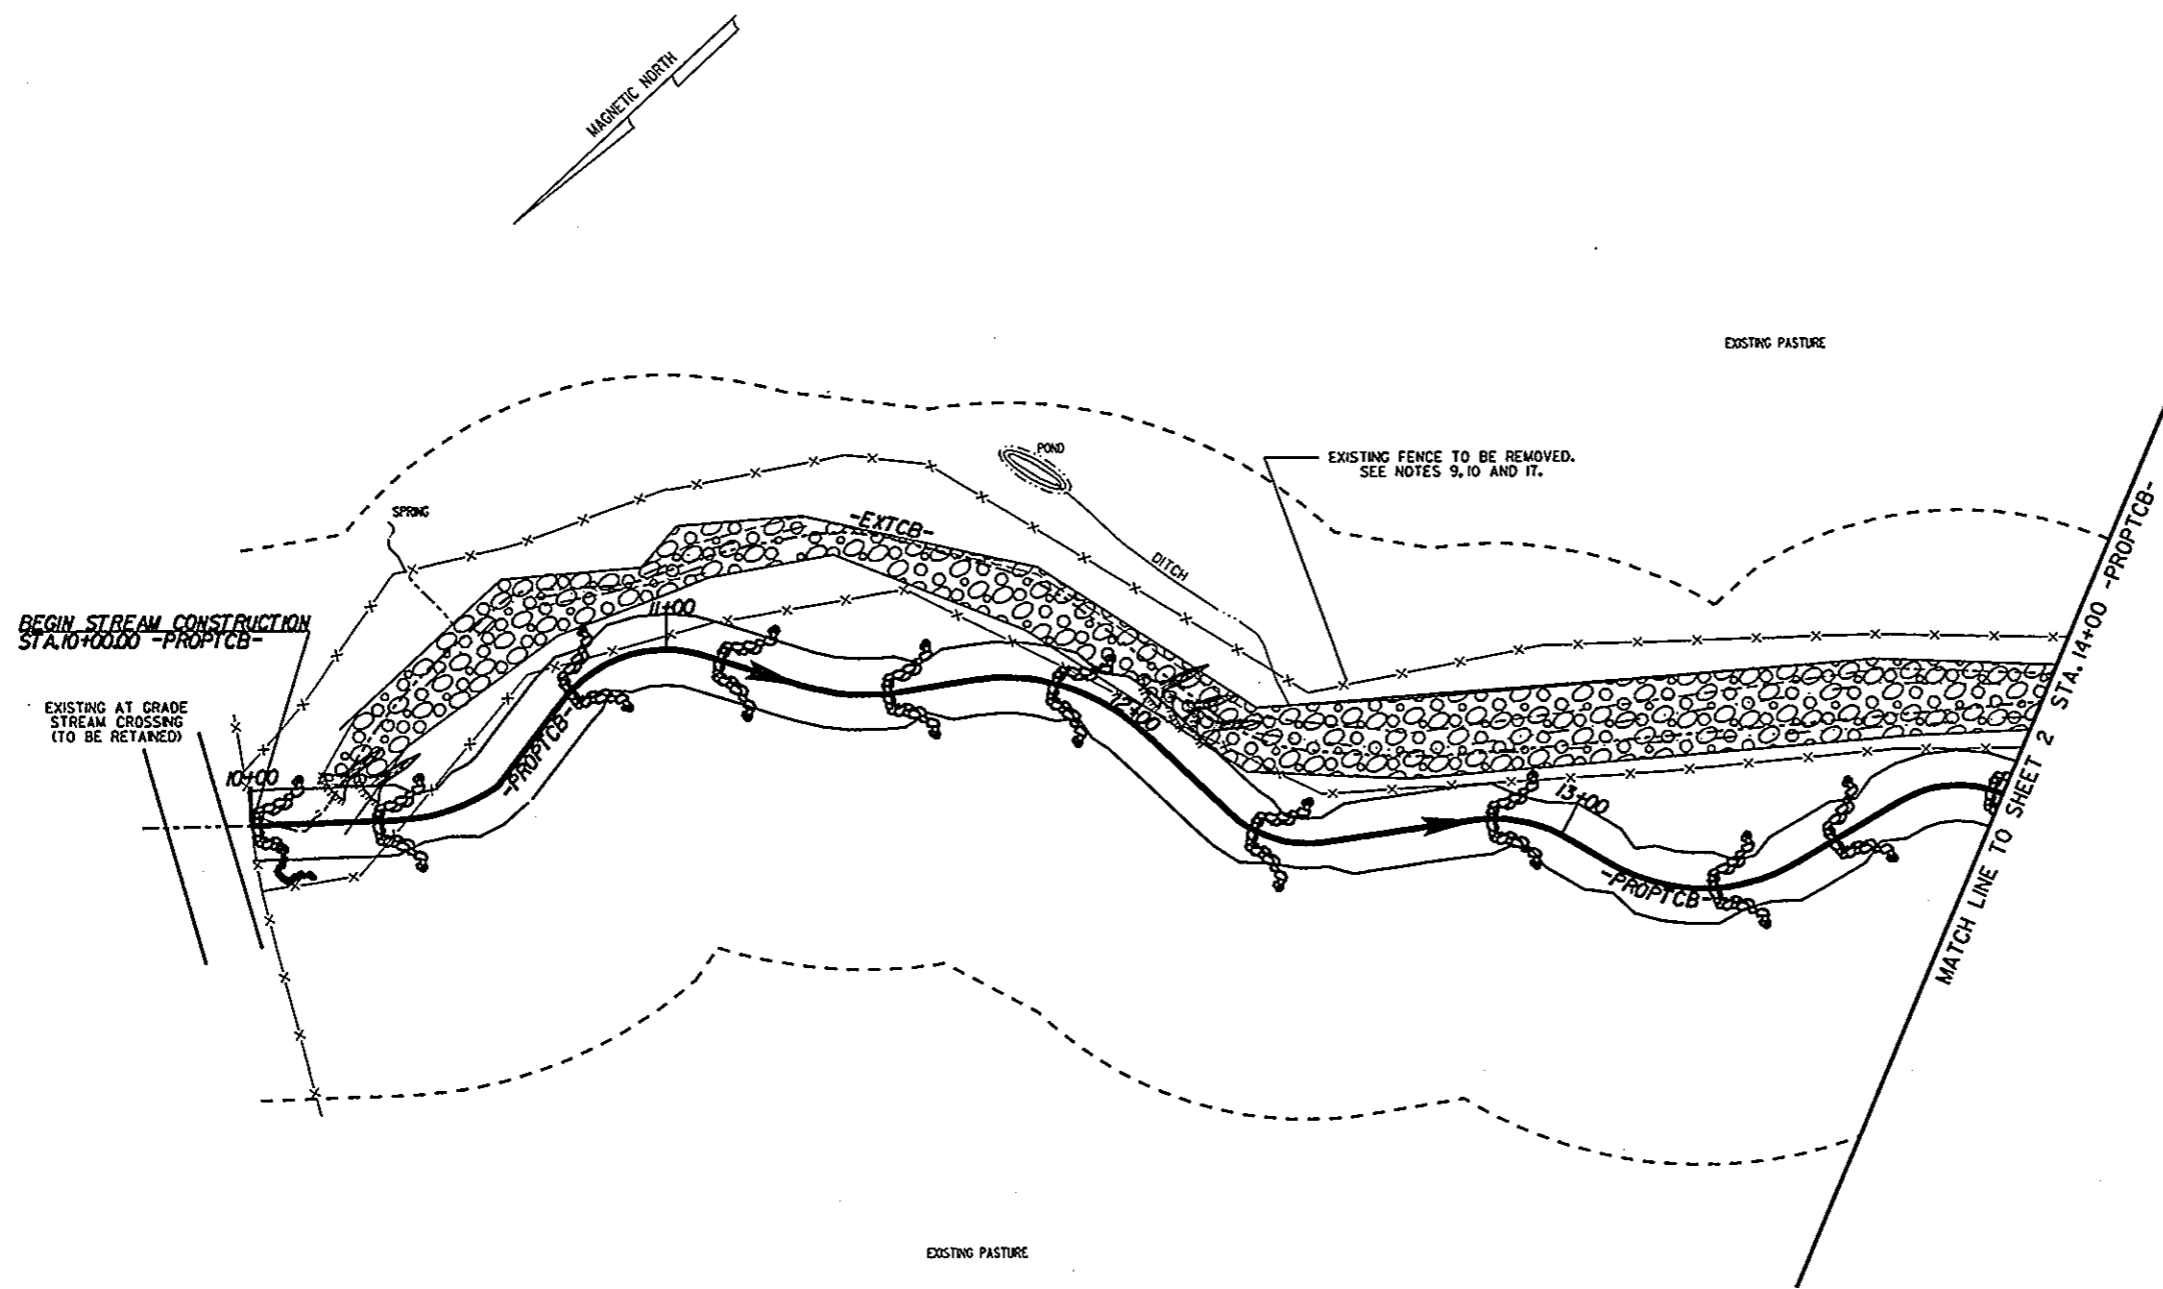 MAGNETIC NORTH
EXISTING PASTURE
POND
EXISTING FENCE TO BE REMOVED.
SEE NOTES 9, 10 AND 17.
SPRING
-EXTCB-
DITCH
BEGIN STREAM CONSTRUCTION
STA.10+00.00 -PROPTCB-
11+00
EXISTING AT GRADE
STREAM CROSSING
(TO BE RETAINED)
10+00
-PROPTCB-
12+00
13+00
-PROPTCB-
MATCH LINE TO SHEET 2 STA. 14+00 -PROPTCB-
EXISTING PASTURE